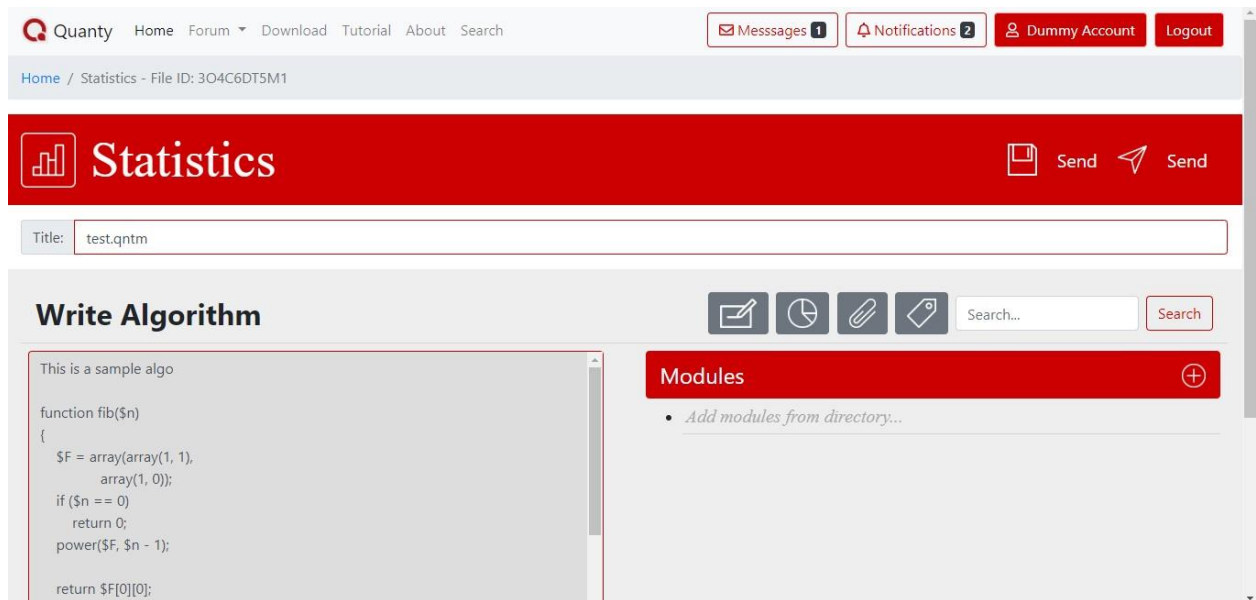 Quanty Home Forum Download Tutorial About Search Messsages 1 Notifications 2 Dummy Account Logout
Home / Statistics - File ID: 3O4C6DT5M1
Statistics Send Send
Title: test.qntm
Write Algorithm Search... Search
This is a sample algo
function fib($n)
{
$F = array(array(1, 1),
array(1, 0));
if ($n == 0)
return 0;
power($F, $n - 1);
return $F[0][0];
Modules
Add modules from directory...